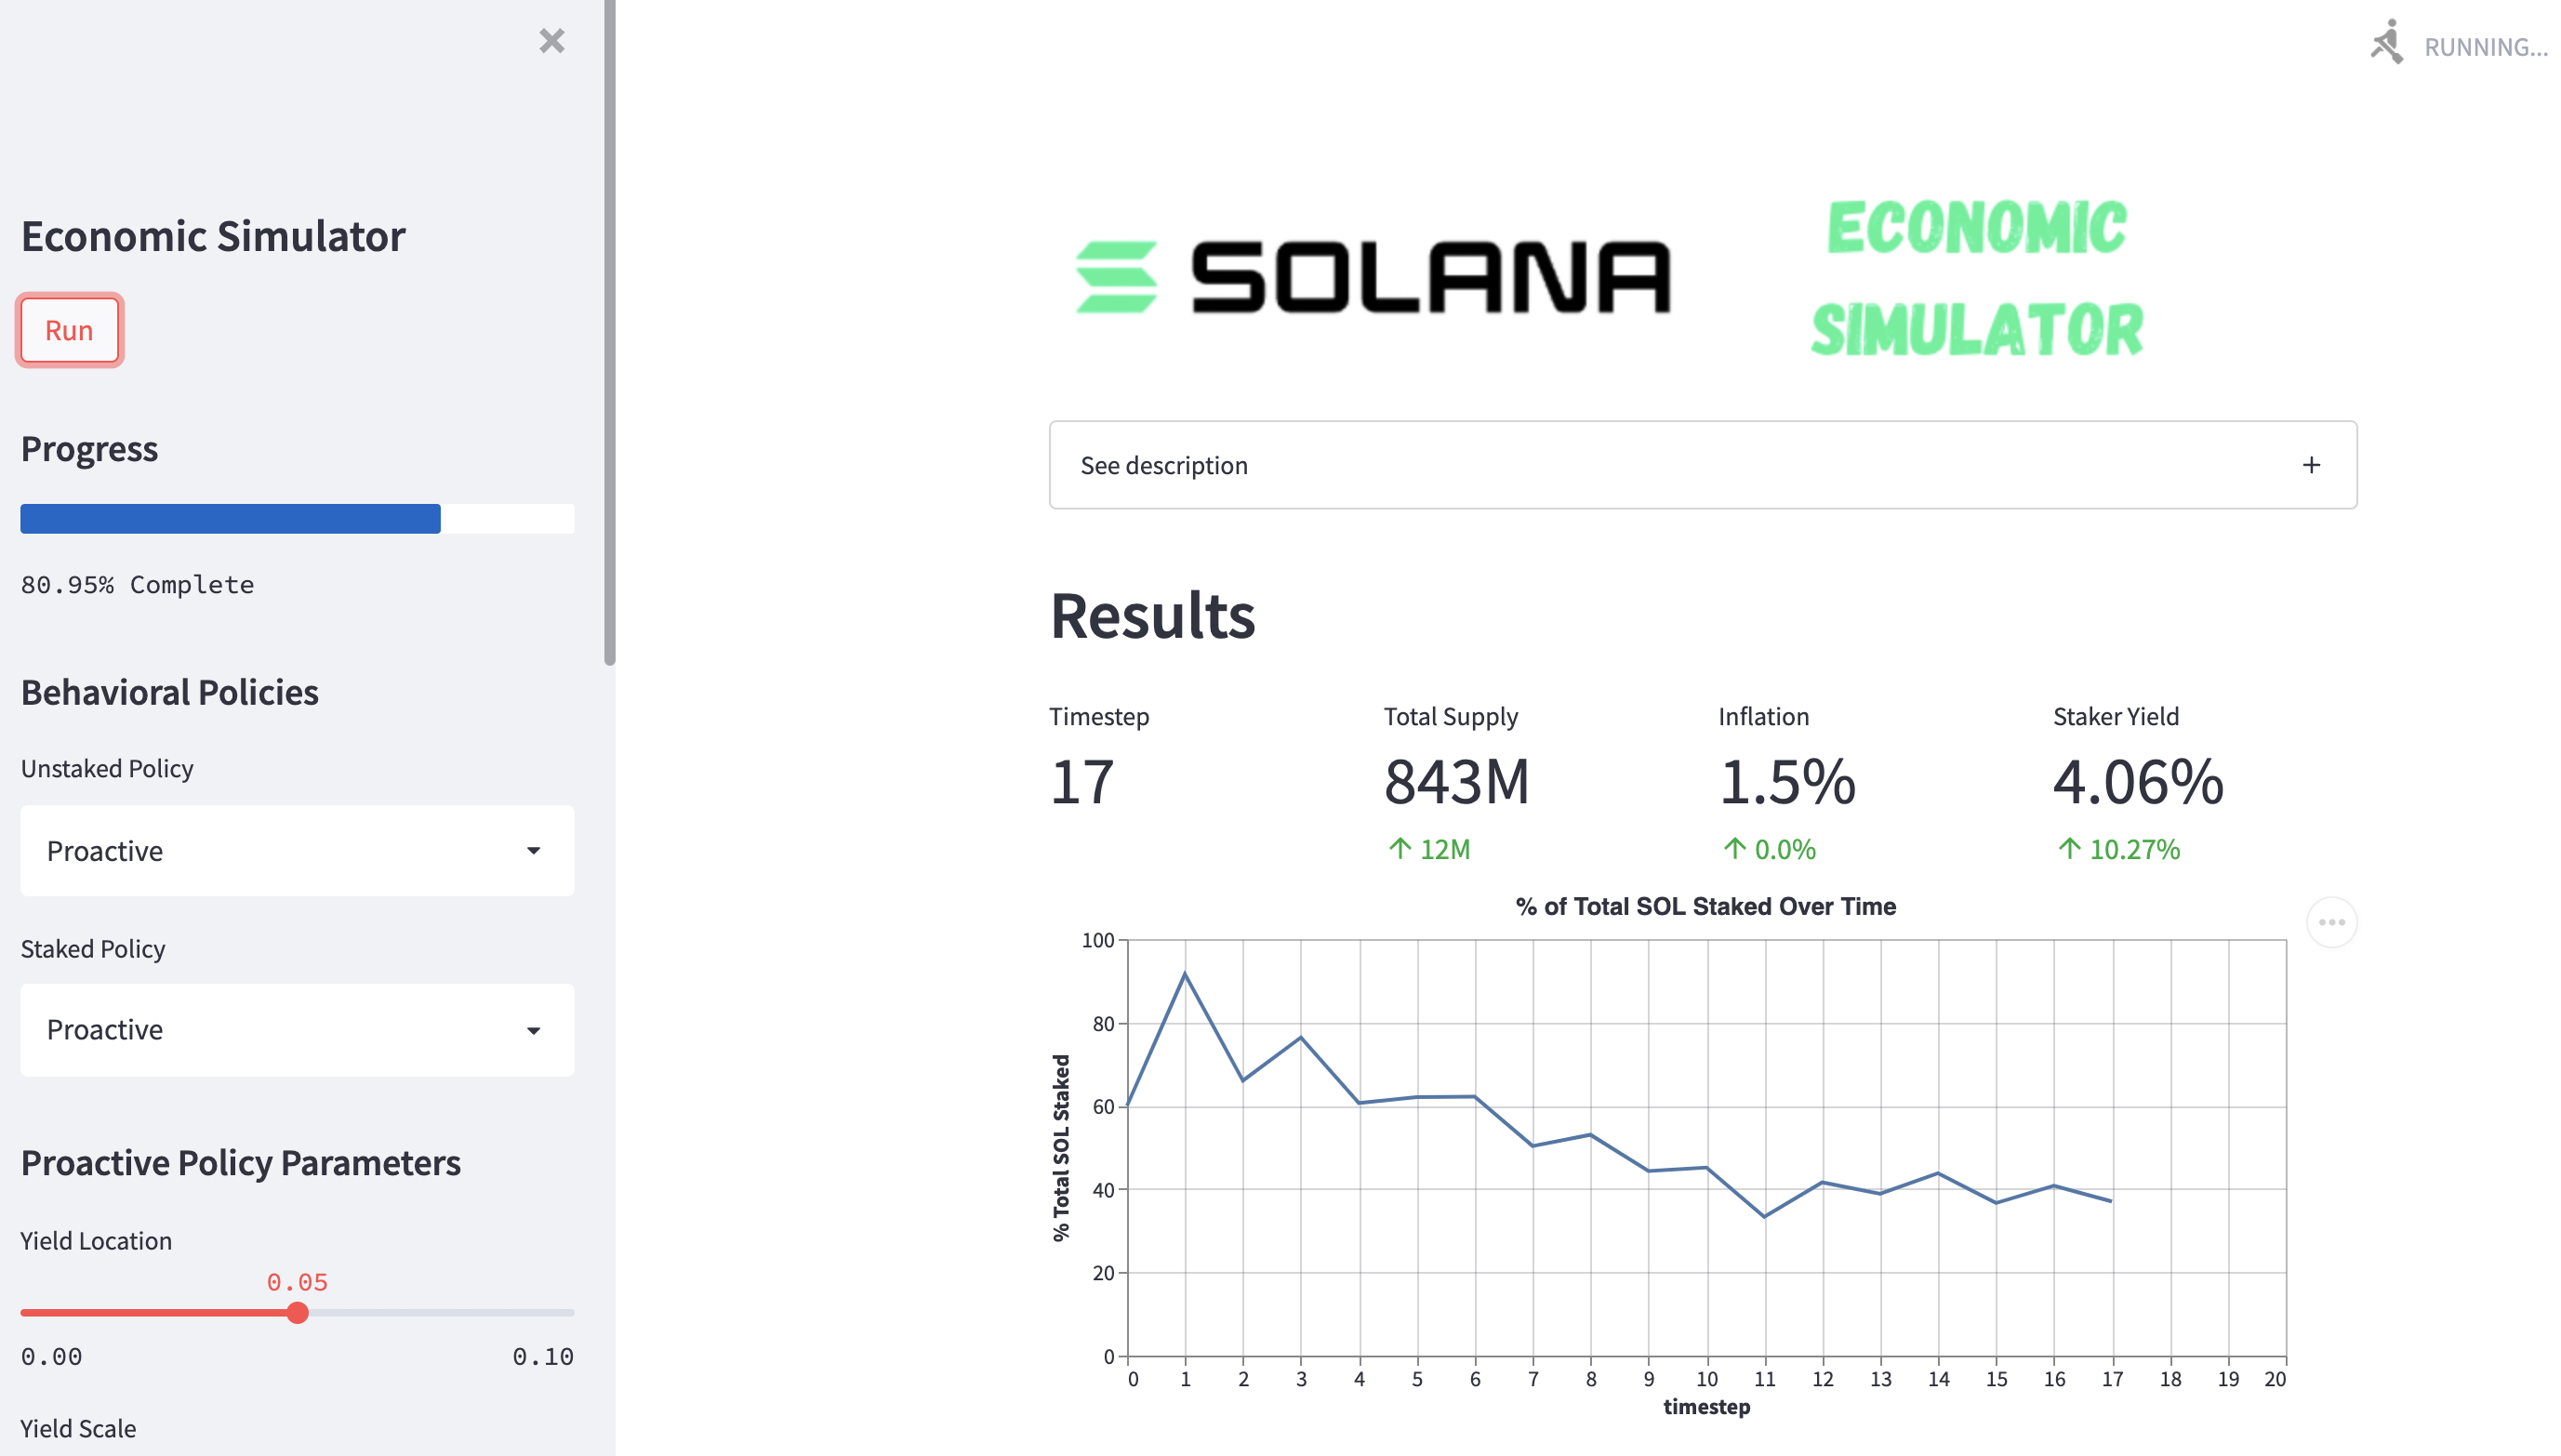 RUNNING...
Economic Simulator
Run
Progress
80.95% Complete
Behavioral Policies
Unstaked Policy
Proactive
Staked Policy
Proactive
Proactive Policy Parameters
Yield Location
0.05
0.00 0.10
Yield Scale
SOLANA
ECONOMIC
SIMULATOR
See description
Results
Timestep Total Supply Inflation Staker Yield
17 843M 1.5% 4.06%
↑ 12M ↑ 0.0% ↑ 10.27%
% of Total SOL Staked Over Time
% Total SOL Staked
100
80
60
40
20
0
0 1 2 3 4 5 6 7 8 9 10 11 12 13 14 15 16 17 18 19 20
timestep